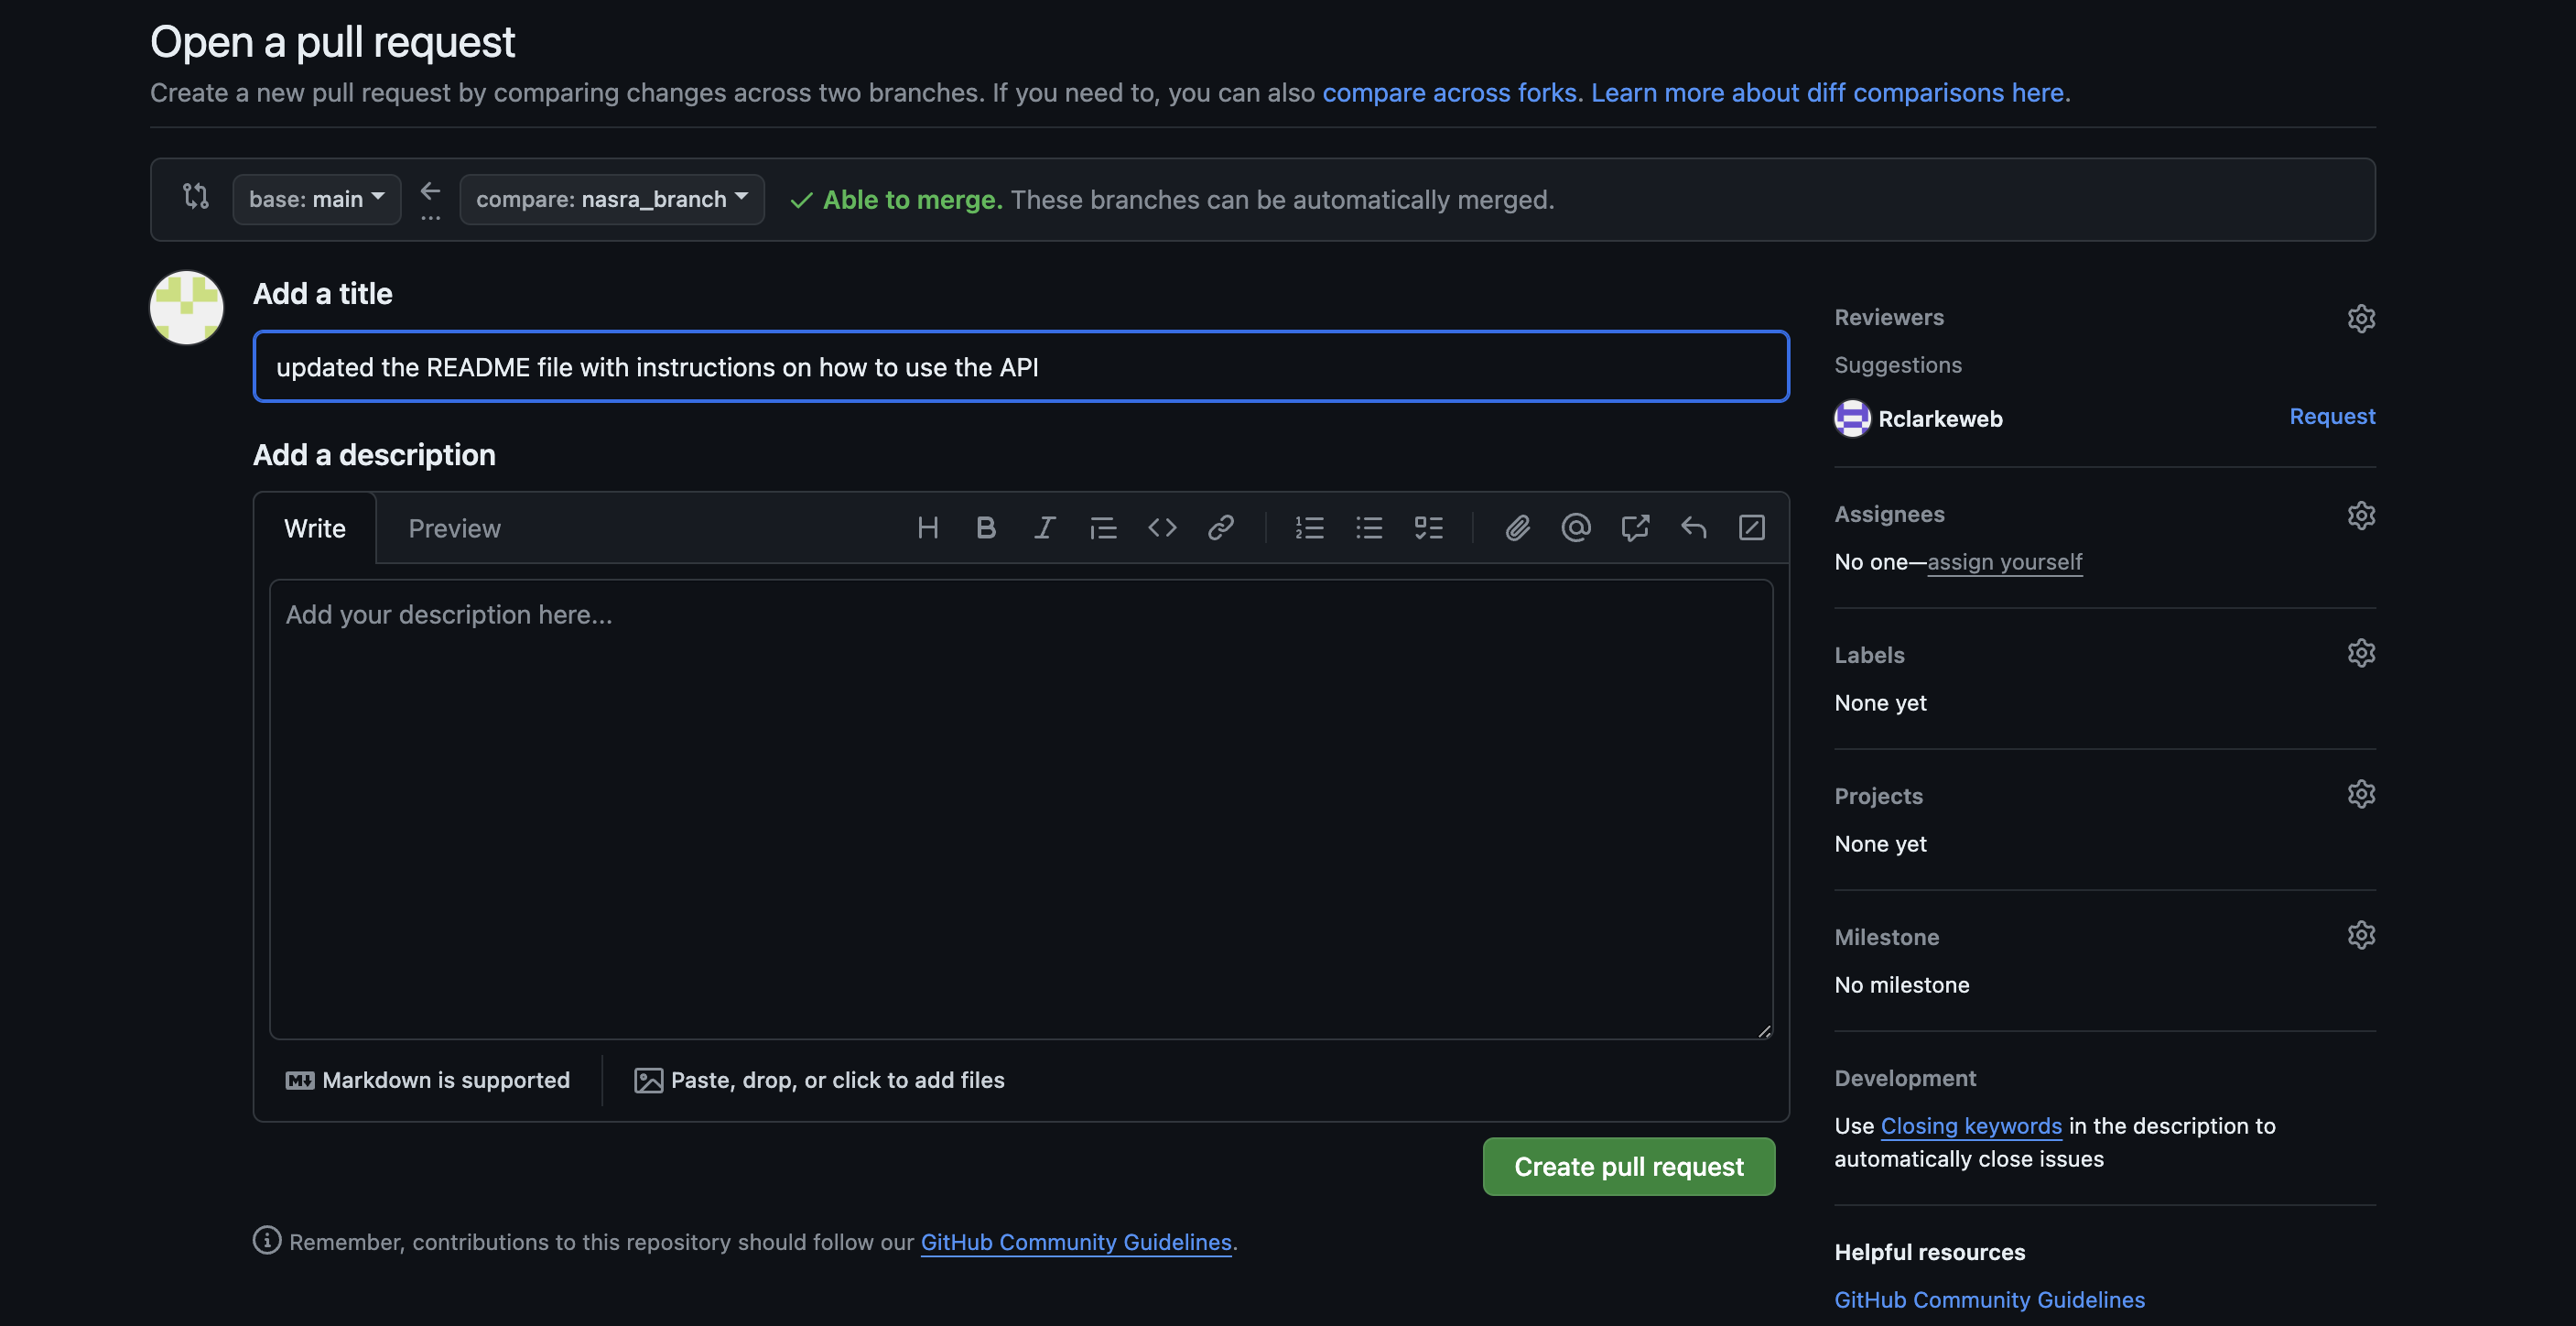 Open a pull request
Create a new pull request by comparing changes across two branches. If you need to, you can also compare across forks. Learn more about diff comparisons here.
base: main
compare: nasra_branch
Able to merge. These branches can be automatically merged.
Add a title
updated the README file with instructions on how to use the API
Add a description
Write
Preview
Add your description here...
Markdown is supported
Paste, drop, or click to add files
Create pull request
Remember, contributions to this repository should follow our GitHub Community Guidelines.
Reviewers
Suggestions
Rclarkeweb
Request
Assignees
No one—assign yourself
Labels
None yet
Projects
None yet
Milestone
No milestone
Development
Use Closing keywords in the description to
automatically close issues
Helpful resources
GitHub Community Guidelines